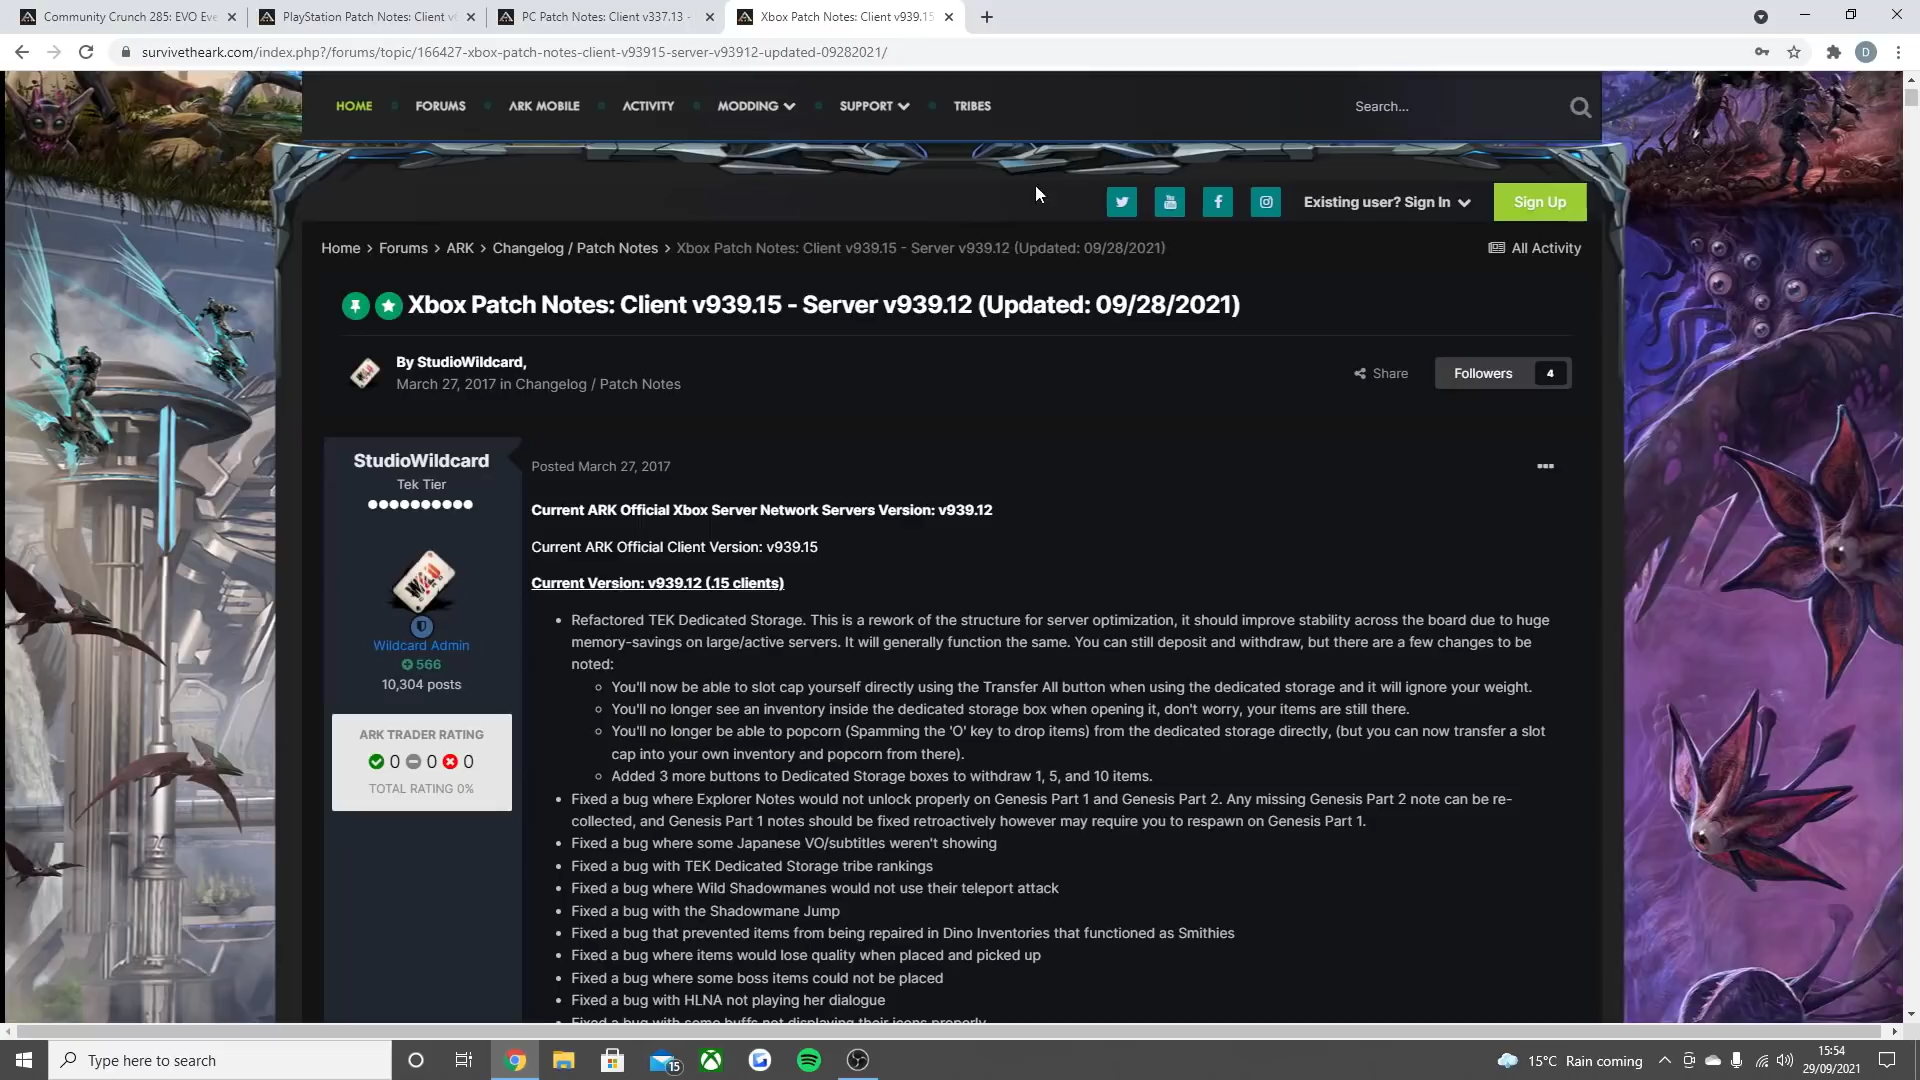 Community Crunch 285: EVO Eve
PlayStation Patch Notes: Client v
PC Patch Notes: Client v337.13 -
Xbox Patch Notes: Client v939.15
survivetheark.com/index.php?/forums/topic/166427-xbox-patch-notes-client-v93915-server-v93912-updated-09282021/
D
HOME FORUMS ARK MOBILE ACTIVITY MODDING SUPPORT TRIBES Search...
Existing user? Sign In Sign Up
Home > Forums > ARK > Changelog / Patch Notes > Xbox Patch Notes: Client v939.15 - Server v939.12 (Updated: 09/28/2021) All Activity
Xbox Patch Notes: Client v939.15 - Server v939.12 (Updated: 09/28/2021)
By StudioWildcard,
March 27, 2017 in Changelog / Patch Notes
Share Followers 4
StudioWildcard
Tek Tier
Wildcard Admin
566
10,304 posts
ARK TRADER RATING
0 0 0
TOTAL RATING 0%
Posted March 27, 2017
Current ARK Official Xbox Server Network Servers Version: v939.12
Current ARK Official Client Version: v939.15
Current Version: v939.12 (.15 clients)
Refactored TEK Dedicated Storage. This is a rework of the structure for server optimization, it should improve stability across the board due to huge
memory-savings on large/active servers. It will generally function the same. You can still deposit and withdraw, but there are a few changes to be
noted:
You'll now be able to slot cap yourself directly using the Transfer All button when using the dedicated storage and it will ignore your weight.
You'll no longer see an inventory inside the dedicated storage box when opening it, don't worry, your items are still there.
You'll no longer be able to popcorn (Spamming the 'O' key to drop items) from the dedicated storage directly, (but you can now transfer a slot
cap into your own inventory and popcorn from there).
Added 3 more buttons to Dedicated Storage boxes to withdraw 1, 5, and 10 items.
Fixed a bug where Explorer Notes would not unlock properly on Genesis Part 1 and Genesis Part 2. Any missing Genesis Part 2 note can be re-
collected, and Genesis Part 1 notes should be fixed retroactively however may require you to respawn on Genesis Part 1.
Fixed a bug where some Japanese VO/subtitles weren't showing
Fixed a bug with TEK Dedicated Storage tribe rankings
Fixed a bug where Wild Shadowmanes would not use their teleport attack
Fixed a bug with the Shadowmane Jump
Fixed a bug that prevented items from being repaired in Dino Inventories that functioned as Smithies
Fixed a bug where items would lose quality when placed and picked up
Fixed a bug where some boss items could not be placed
Fixed a bug with HLNA not playing her dialogue
Fixed a bug with some buffs not displaying their icons properly
Type here to search
15
15°C Rain coming
15:54
29/09/2021